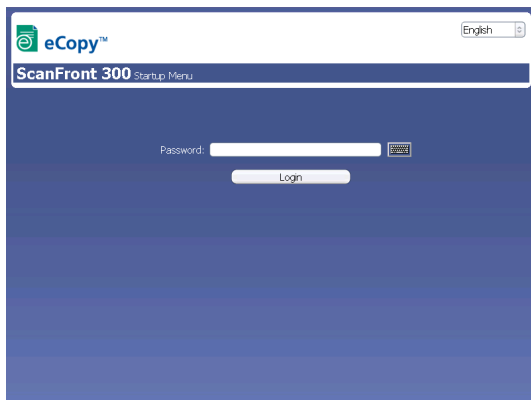 English
eCopy™
ScanFront 300 Startup Menu
Password:
Login